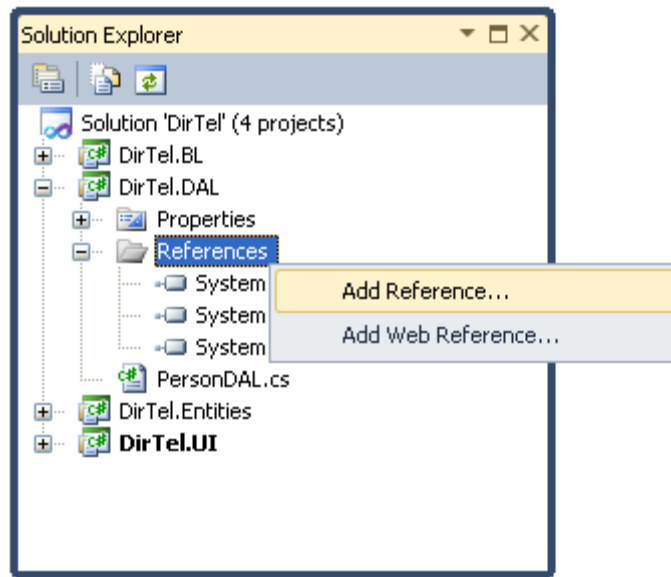 Solution Explorer
Solution 'DirTel' (4 projects)
DirTel.BL
DirTel.DAL
Properties
References
System
Add Reference...
System
Add Web Reference...
System
PersonDAL.cs
DirTel.Entities
DirTel.UI